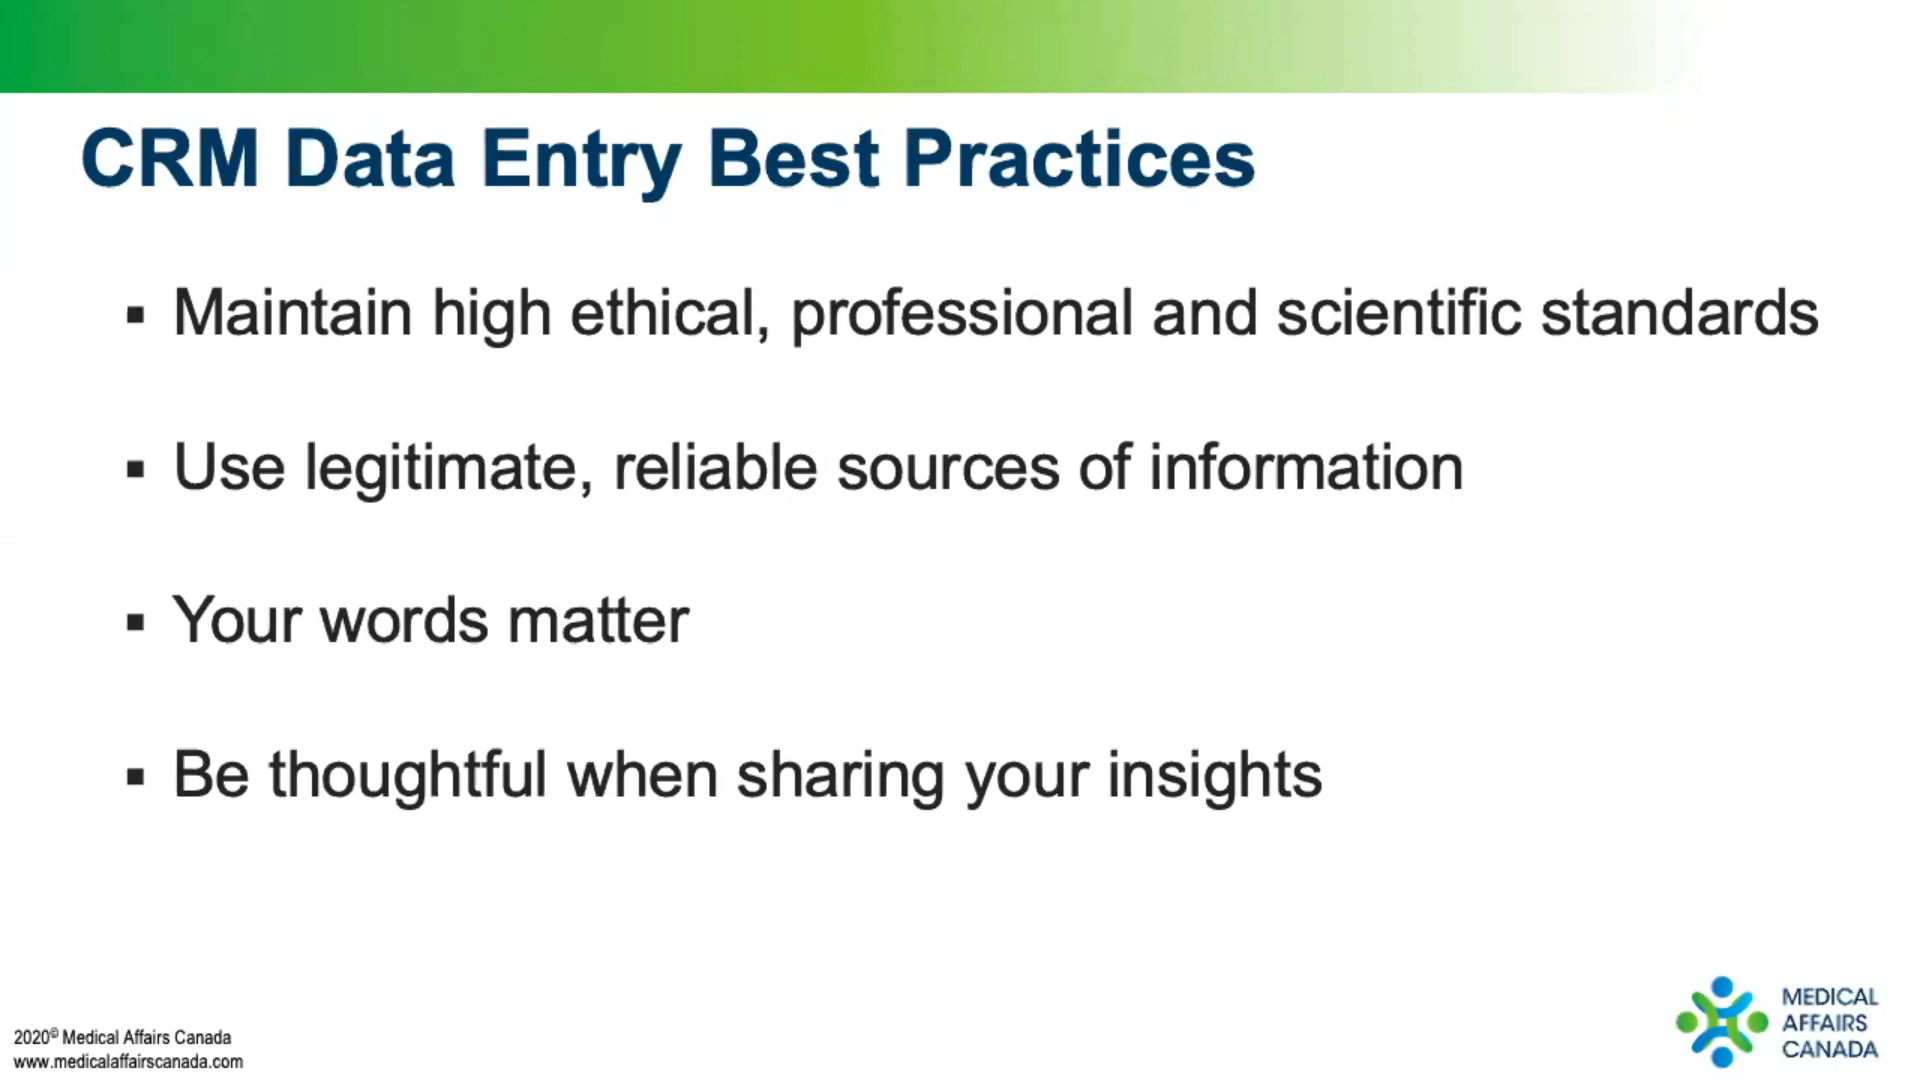 CRM Data Entry Best Practices
▪ Maintain high ethical, professional and scientific standards
▪ Use legitimate, reliable sources of information
▪ Your words matter
▪ Be thoughtful when sharing your insights
2020© Medical Affairs Canada
www.medicalaffairscanada.com
MEDICAL
AFFAIRS
CANADA